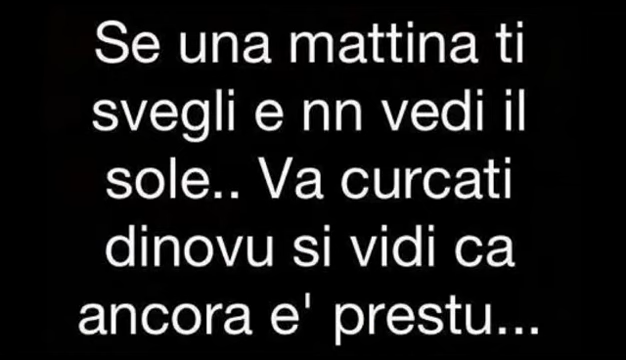 Se una mattina ti
svegli e nn vedi il
sole.. Va curcati
dinovu si vidi ca
ancora e' prestu...